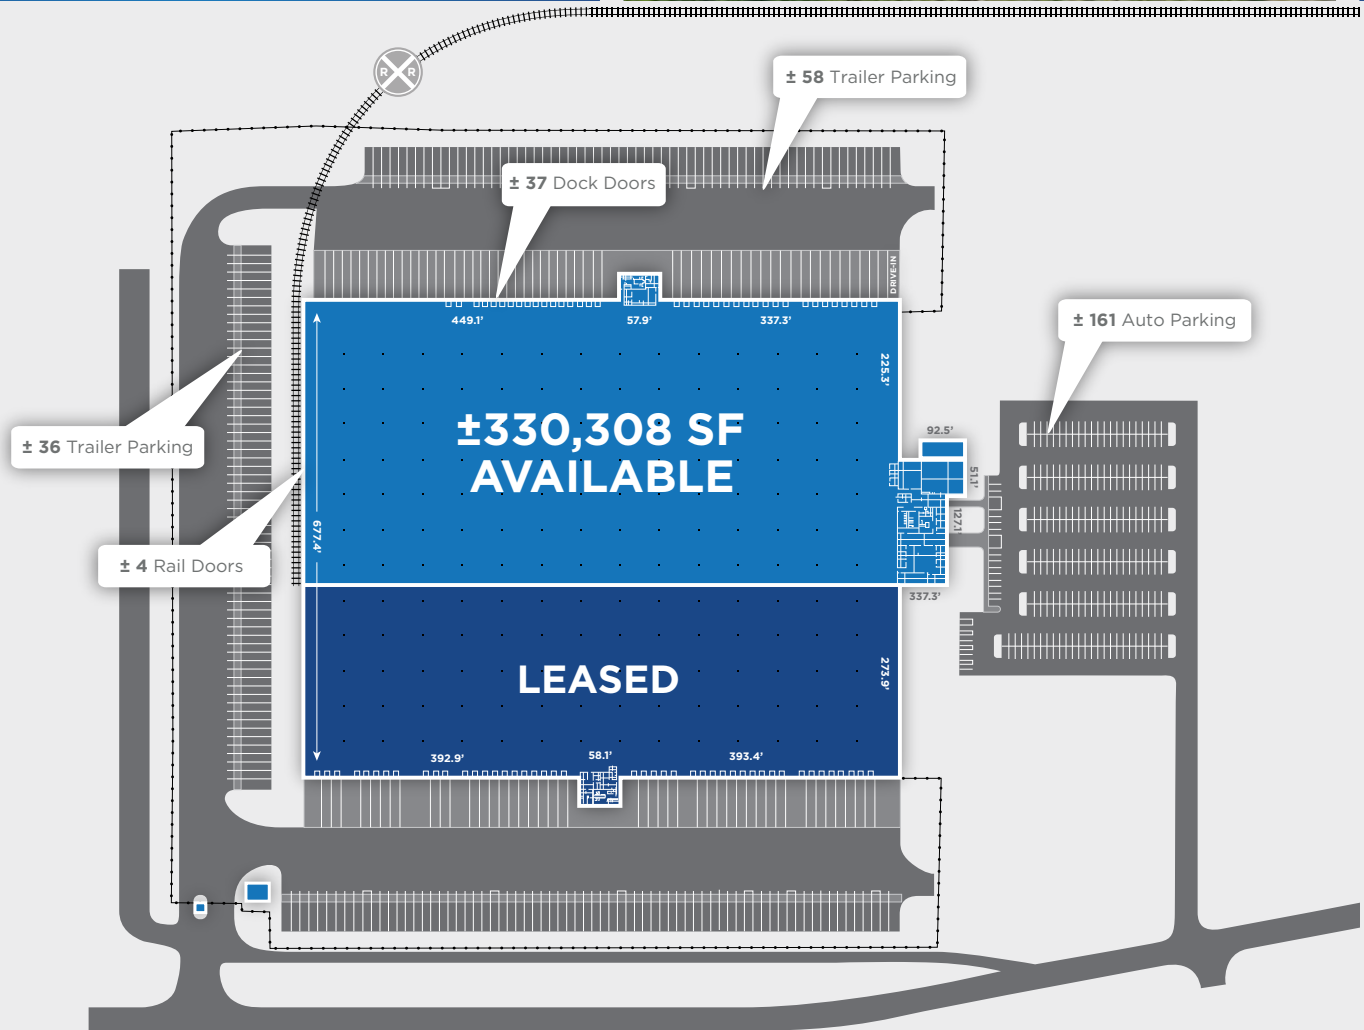 R R
± 58 Trailer Parking
± 37 Dock Doors
DRIVE-IN
449.1’
57.9’
337.3’
± 161 Auto Parking
225.3’
±330,308 SF
AVAILABLE
± 36 Trailer Parking
92.5’
51.1’
127.1’
677.4’
± 4 Rail Doors
337.3’
LEASED
273.9’
392.9’
58.1’
393.4’